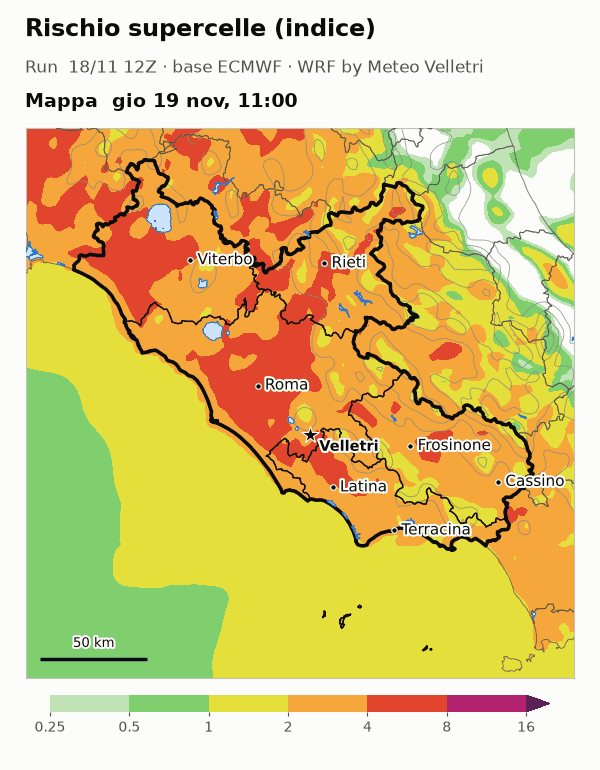 Rischio supercelle (indice)
Run  18/11 12Z · base ECMWF · WRF by Meteo Velletri
Mappa  gio 19 nov, 11:00
Viterbo
Rieti
Roma
Velletri
Frosinone
Cassino
Latina
Terracina
50 km
0.25 0.5 1 2 4 8 16